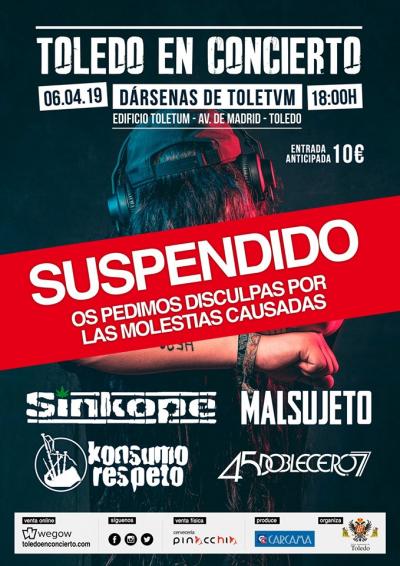 TOLEDO EN CONCIERTO
06.04.19 DÁRSENAS DE TOLETVM 18:00H
EDIFICIO TOLETUM - AV. DE MADRID - TOLEDO
ENTRADA
ANTICIPADA 10€
SUSPENDIDO
OS PEDIMOS DISCULPAS POR
LAS MOLESTIAS CAUSADAS
Sinkope MALSUJETO
konsumo
respeto
45DOBLECERO7
venta online síguenos venta física produce organiza
wegow
toledoenconcierto.com
cervecería
pinocchio
CARCAMA
Toledo